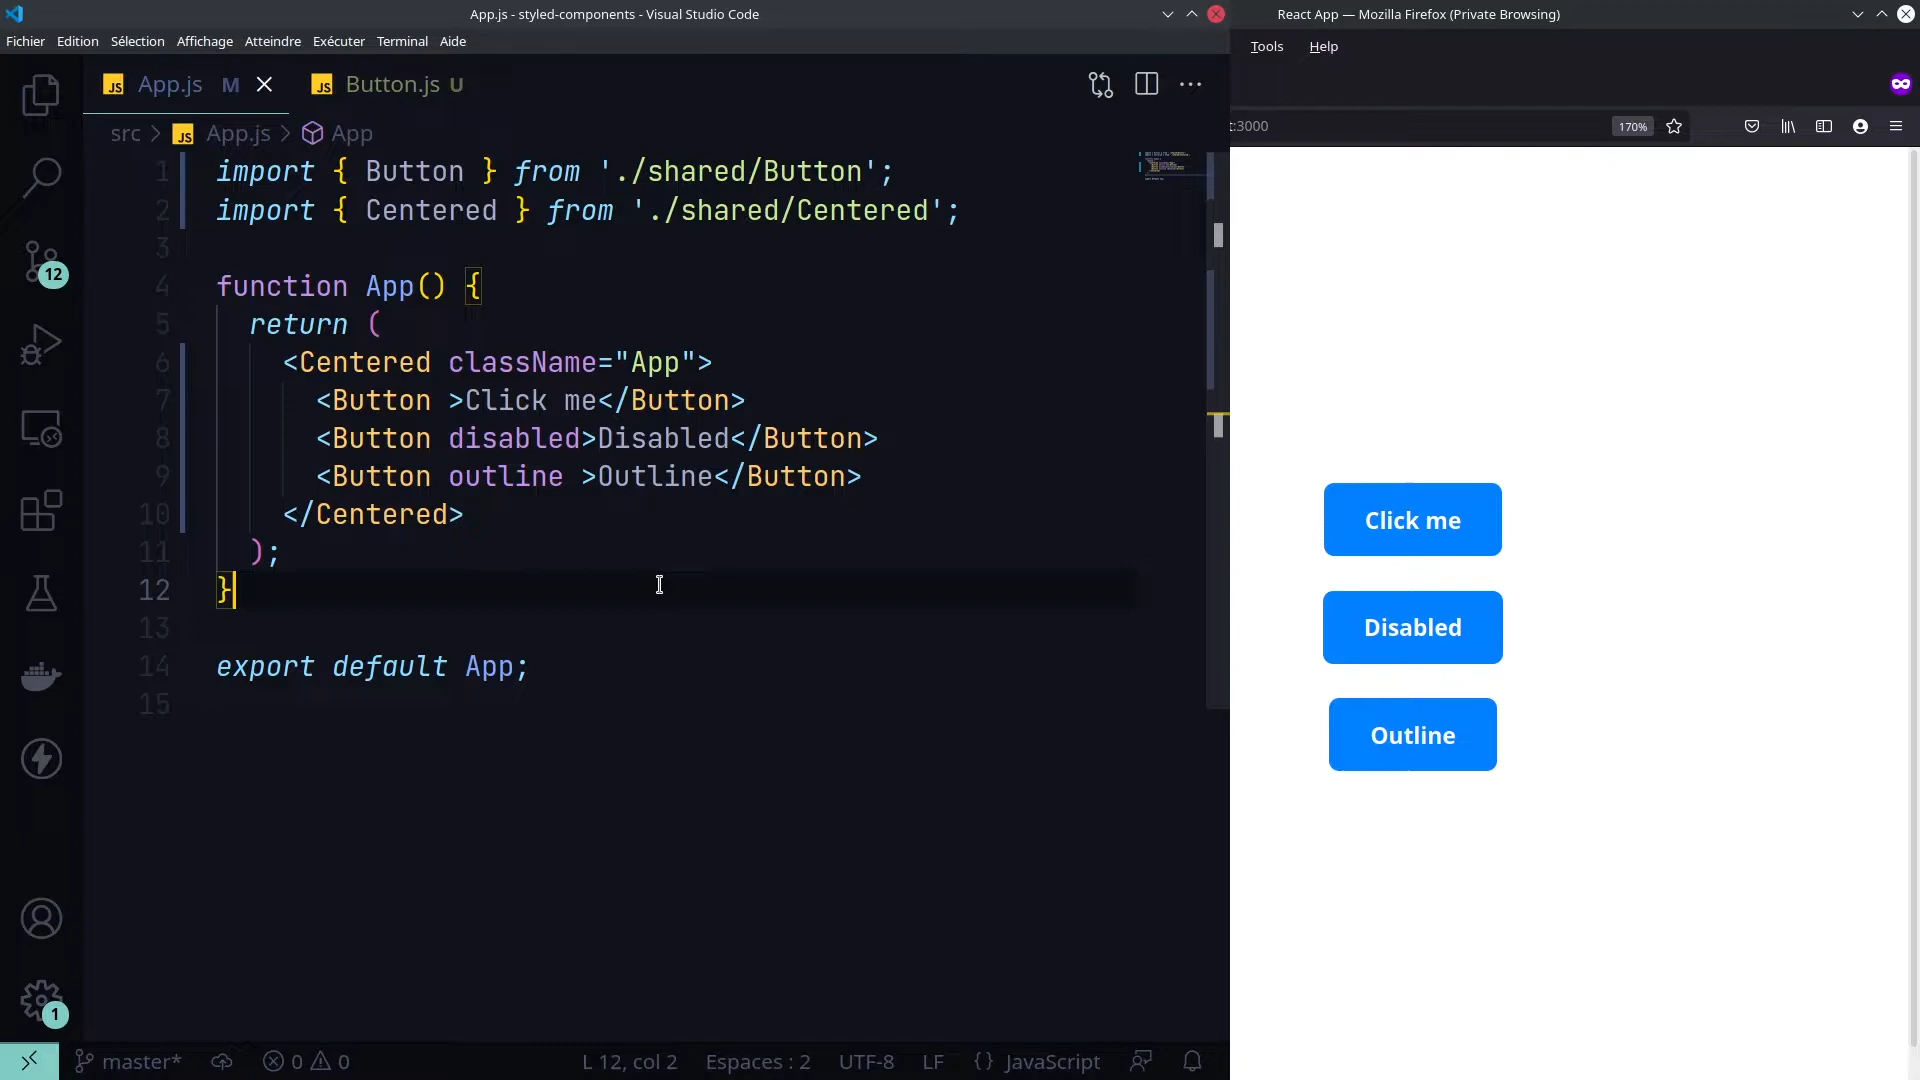 App.js - styled-components - Visual Studio Code
Fichier Edition Sélection Affichage Atteindre Exécuter Terminal Aide
JS App.js M JS Button.js U
src > JS App.js > App
1 import { Button } from './shared/Button';
2 import { Centered } from './shared/Centered';
3
4 function App() {
5 return (
6 <Centered className="App">
7 <Button >Click me</Button>
8 <Button disabled>Disabled</Button>
9 <Button outline >Outline</Button>
10 </Centered>
11 );
12 }
13
14 export default App;
15
12
1
master* 0 0 L 12, col 2 Espaces : 2 UTF-8 LF {} JavaScript
React App — Mozilla Firefox (Private Browsing)
Tools Help
:3000 170%
Click me
Disabled
Outline